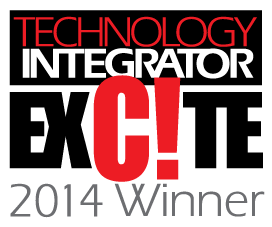 TECHNOLOGY
INTEGRATOR
EXC!TE
2014 Winner